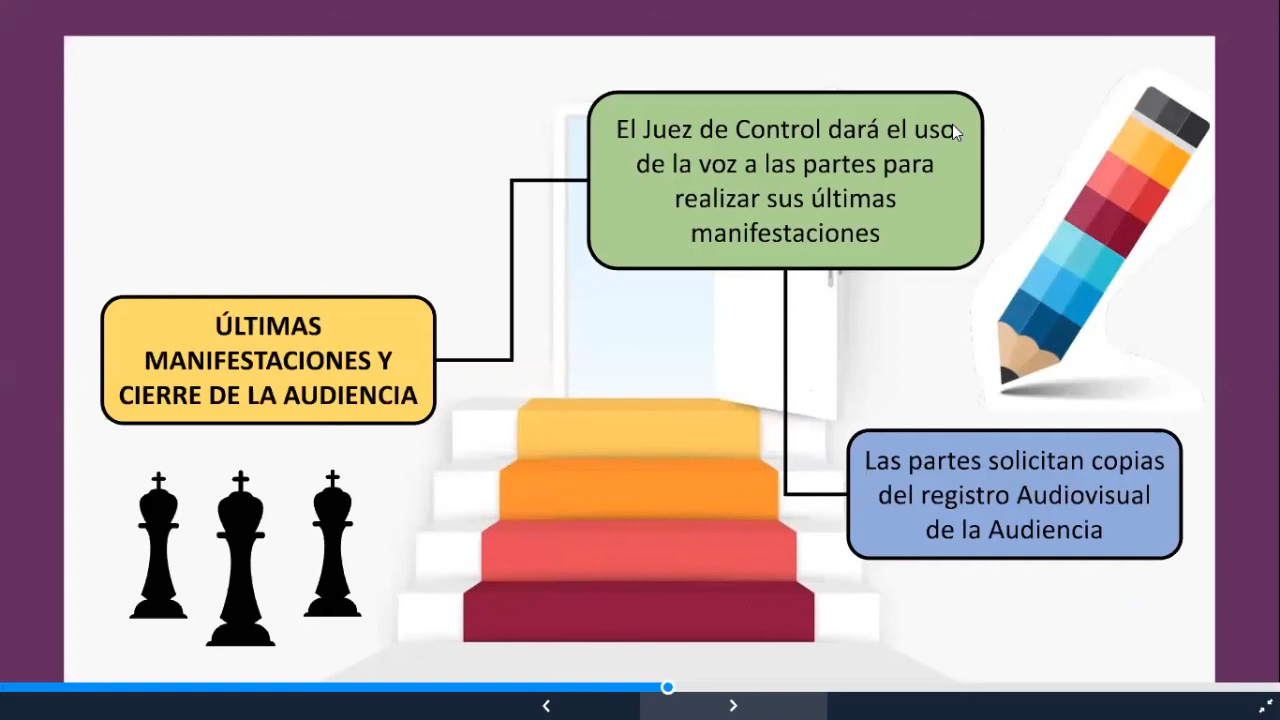 El Juez de Control dará el uso
de la voz a las partes para
realizar sus últimas
manifestaciones
ÚLTIMAS
MANIFESTACIONES Y
CIERRE DE LA AUDIENCIA
Las partes solicitan copias
del registro Audiovisual
de la Audiencia